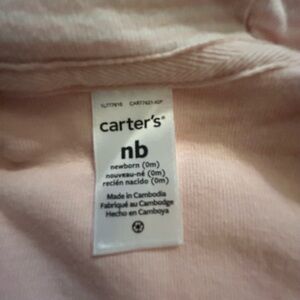 carter's®
nb
newborn (0m)
nouveau-né (0m)
recién nacido (0m)
Made in Cambodia
Fabriqué au Cambodge
Hecho en Camboya